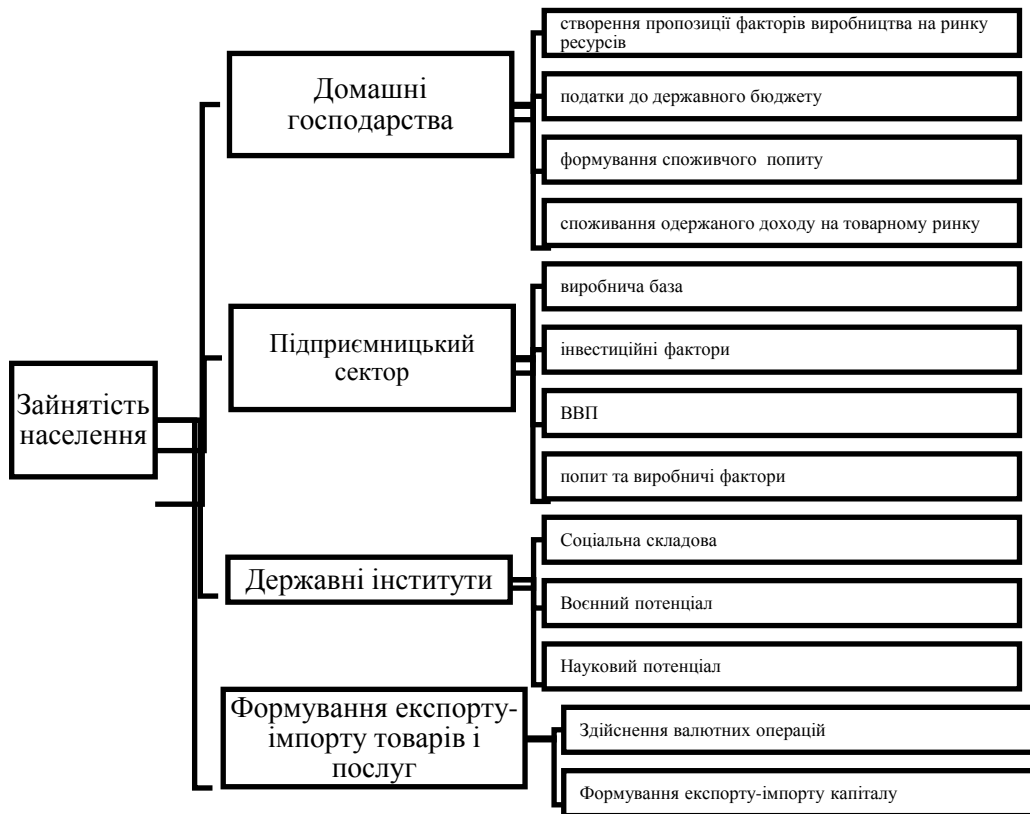 Зайнятість
населення
Домашні
господарства
створення пропозиції факторів виробництва на ринку
ресурсів
податки до державного бюджету
формування споживчого попиту
споживання одержаного доходу на товарному ринку
Підприємницький
сектор
виробнича база
інвестиційні фактори
ВВП
попит та виробничі фактори
Державні інститути
Соціальна складова
Воєнний потенціал
Науковий потенціал
Формування експорту-
імпорту товарів і
послуг
Здійснення валютних операцій
Формування експорту-імпорту капіталу